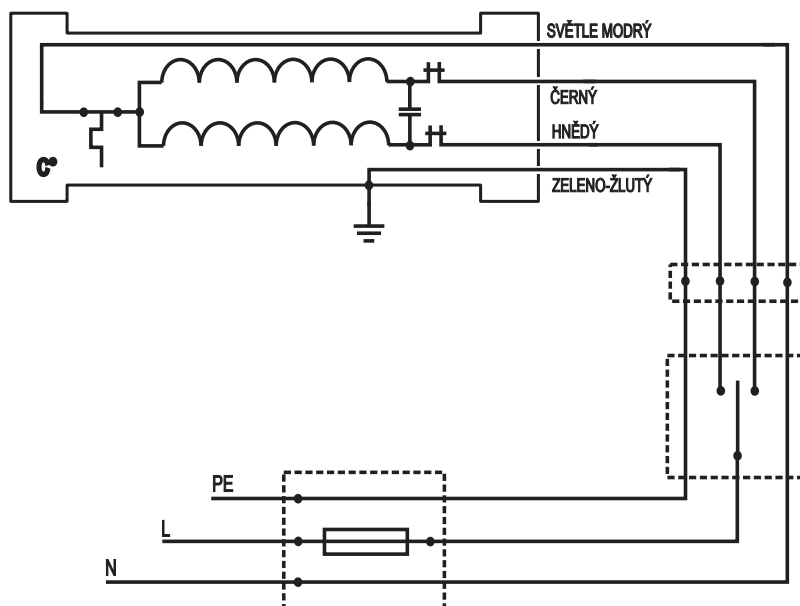 SVĚTLE MODRÝ
ČERNÝ
HNĚDÝ
C°
ZELENO-ŽLUTÝ
PE
L
N